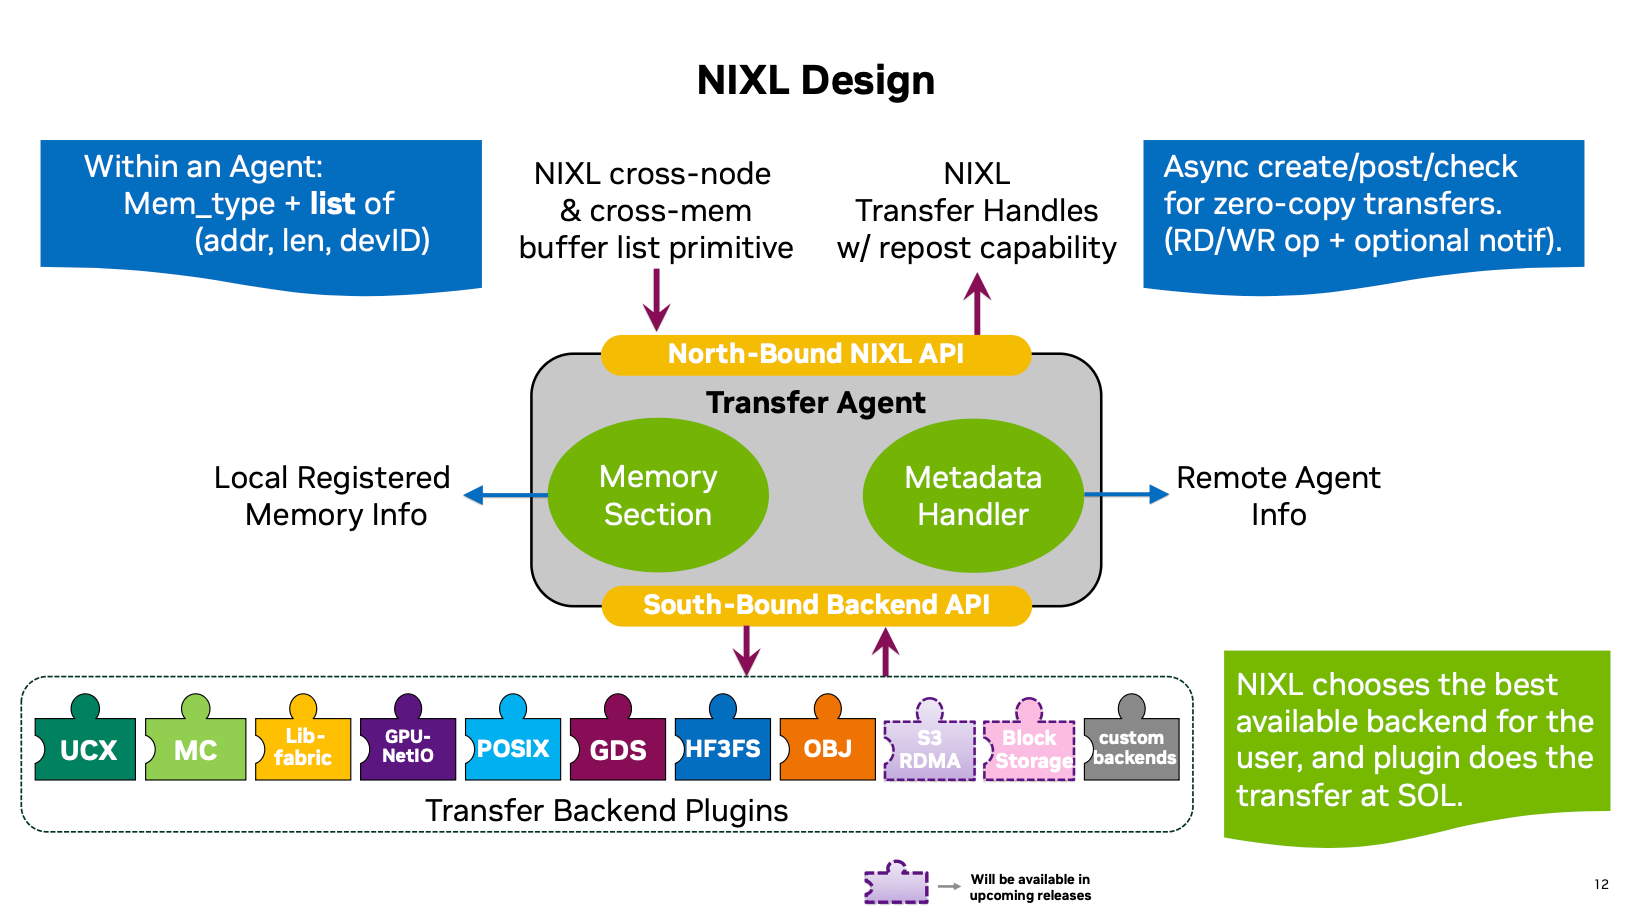 NIXL Design
Within an Agent:
Mem_type + list of
(addr, len, devID)
NIXL cross-node
& cross-mem
buffer list primitive
NIXL
Transfer Handles
w/ repost capability
Async create/post/check
for zero-copy transfers.
(RD/WR op + optional notif).
North-Bound NIXL API
Transfer Agent
Local Registered
Memory Info
Memory
Section
Metadata
Handler
Remote Agent
Info
South-Bound Backend API
UCX
MC
Lib-
fabric
GPU-
NetIO
POSIX
GDS
HF3FS
OBJ
S3
RDMA
Block
Storage
custom
backends
Transfer Backend Plugins
NIXL chooses the best
available backend for the
user, and plugin does the
transfer at SOL.
Will be available in
upcoming releases
12